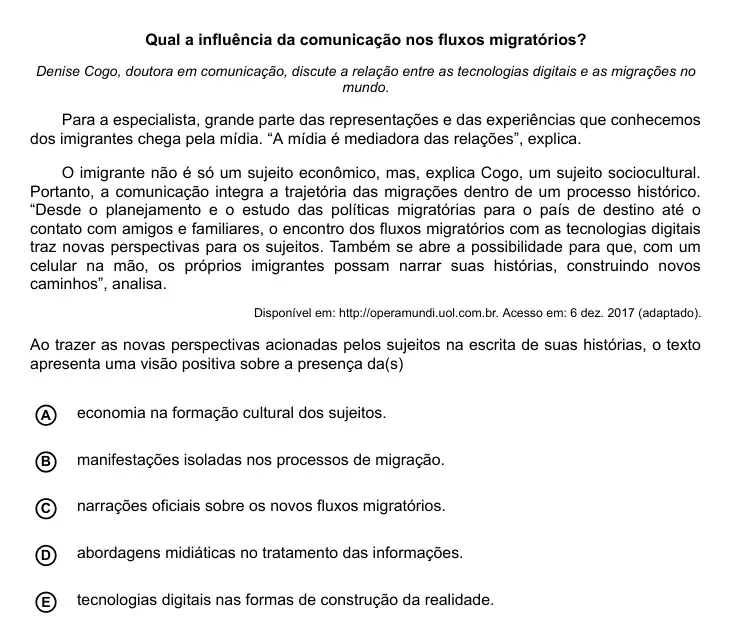 Qual a influência da comunicação nos fluxos migratórios?
Denise Cogo, doutora em comunicação, discute a relação entre as tecnologias digitais e as migrações no
mundo.
Para a especialista, grande parte das representações e das experiências que conhecemos
dos imigrantes chega pela mídia. “A mídia é mediadora das relações”, explica.
O imigrante não é só um sujeito econômico, mas, explica Cogo, um sujeito sociocultural.
Portanto, a comunicação integra a trajetória das migrações dentro de um processo histórico.
“Desde o planejamento e o estudo das políticas migratórias para o país de destino até o
contato com amigos e familiares, o encontro dos fluxos migratórios com as tecnologias digitais
traz novas perspectivas para os sujeitos. Também se abre a possibilidade para que, com um
celular na mão, os próprios imigrantes possam narrar suas histórias, construindo novos
caminhos”, analisa.
Disponível em: http://operamundi.uol.com.br. Acesso em: 6 dez. 2017 (adaptado).
Ao trazer as novas perspectivas acionadas pelos sujeitos na escrita de suas histórias, o texto
apresenta uma visão positiva sobre a presença da(s)
A economia na formação cultural dos sujeitos.
B manifestações isoladas nos processos de migração.
C narrações oficiais sobre os novos fluxos migratórios.
D abordagens midiáticas no tratamento das informações.
E tecnologias digitais nas formas de construção da realidade.